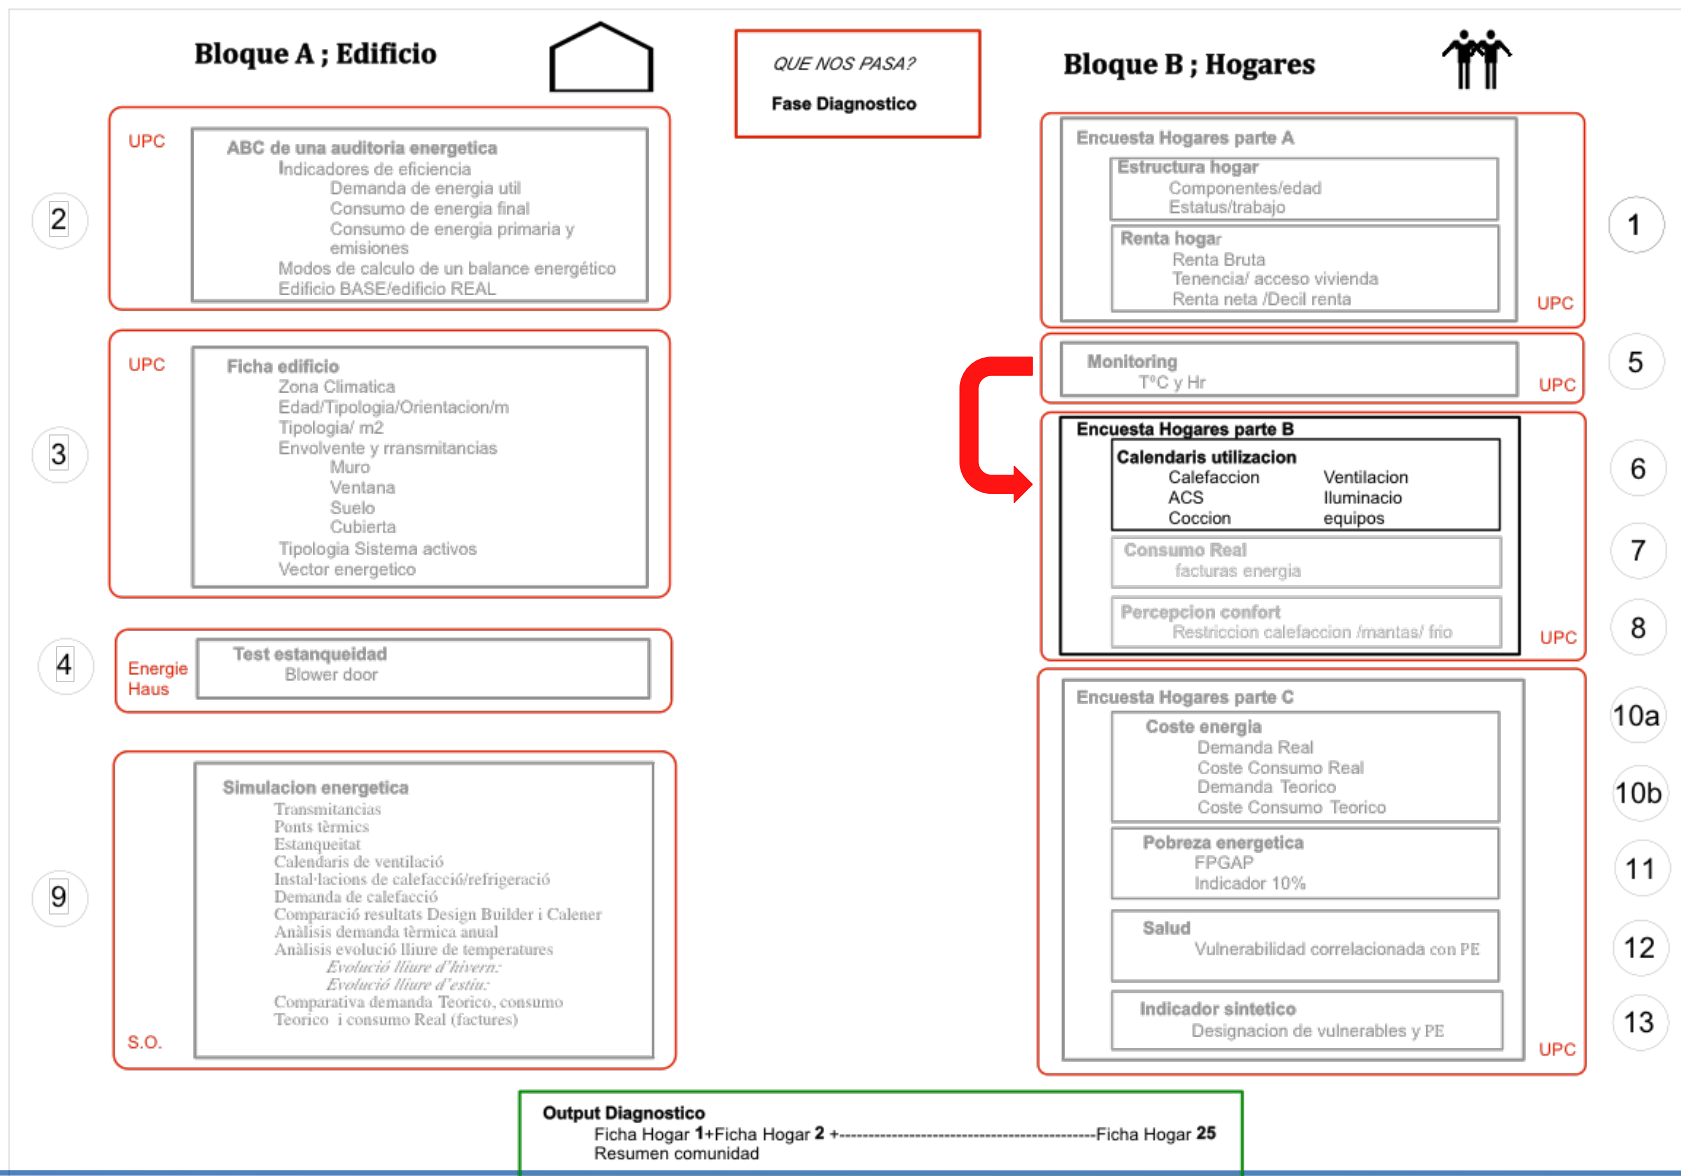 Bloque A ; Edificio
QUE NOS PASA?
Fase Diagnostico
Bloque B ; Hogares
2
UPC
ABC de una auditoria energetica
Indicadores de eficiencia
Demanda de energia util
Consumo de energia final
Consumo de energia primaria y
emisiones
Modos de calculo de un balance energético
Edificio BASE/edificio REAL
3
UPC
Ficha edificio
Zona Climatica
Edad/Tipologia/Orientacion/m
Tipologia/ m2
Envolvente y rransmitancias
Muro
Ventana
Suelo
Cubierta
Tipologia Sistema activos
Vector energetico
4
Energie
Haus
Test estanqueidad
Blower door
9
Simulacion energetica
Transmitancias
Ponts tèrmics
Estanqueitat
Calendaris de ventilació
Instal·lacions de calefacció/refrigeració
Demanda de calefacció
Comparació resultats Design Builder i Calener
Anàlisis demanda tèrmica anual
Anàlisis evolució lliure de temperatures
Evolució lliure d'hivern:
Evolució lliure d'estiu:
Comparativa demanda Teorico, consumo
Teorico i consumo Real (factures)
S.O.
Encuesta Hogares parte A
Estructura hogar
Componentes/edad
Estatus/trabajo
Renta hogar
Renta Bruta
Tenencia/ acceso vivienda
Renta neta /Decil renta
UPC
1
Monitoring
TºC y Hr
UPC
5
Encuesta Hogares parte B
Calendaris utilizacion
Calefaccion Ventilacion
ACS Iluminacio
Coccion equipos
6
Consumo Real
facturas energia
7
Percepcion confort
Restriccion calefaccion /mantas/ frio
UPC
8
Encuesta Hogares parte C
Coste energia
Demanda Real
Coste Consumo Real
Demanda Teorico
Coste Consumo Teorico
10a
10b
Pobreza energetica
FPGAP
Indicador 10%
11
Salud
Vulnerabilidad correlacionada con PE
12
Indicador sintetico
Designacion de vulnerables y PE
UPC
13
Output Diagnostico
Ficha Hogar 1+Ficha Hogar 2 +--------------------------------------------Ficha Hogar 25
Resumen comunidad